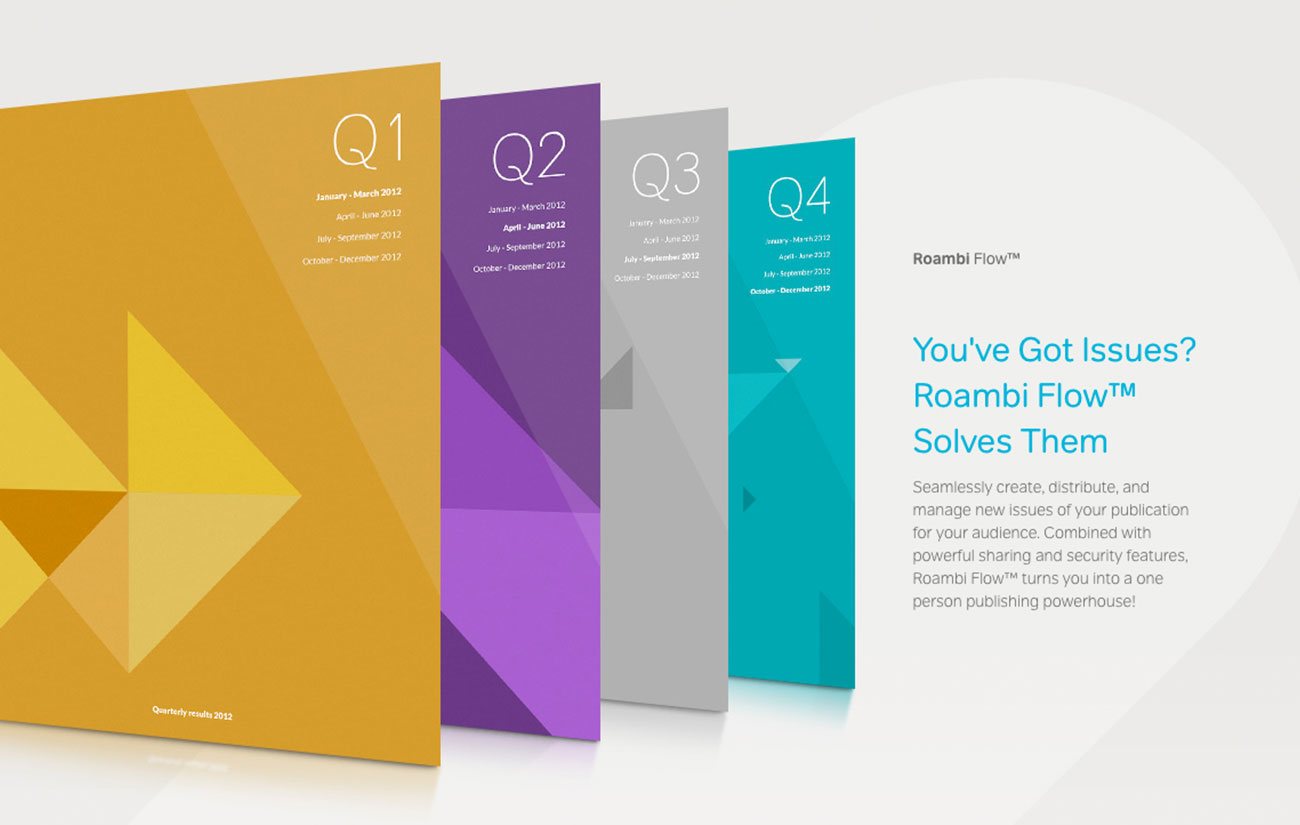 Q1
January - March 2012
April - June 2012
July - September 2012
October - December 2012
Quarterly results 2012
Q2
January - March 2012
April - June 2012
July - September 2012
October - December 2012
Q3
January - March 2012
April - June 2012
July - September 2012
October - December 2012
Q4
January - March 2012
April - June 2012
July - September 2012
October - December 2012
Roambi Flow™
You've Got Issues?
Roambi Flow™
Solves Them
Seamlessly create, distribute, and
manage new issues of your publication
for your audience. Combined with
powerful sharing and security features,
Roambi Flow™ turns you into a one
person publishing powerhouse!